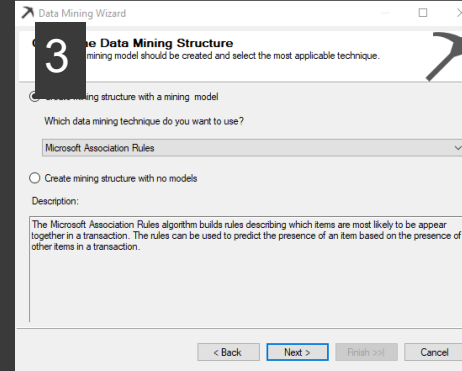 Data Mining Wizard
3
ne Data Mining Structure
mining model should be created and select the most applicable technique.
mining structure with a mining model
Which data mining technique do you want to use?
Microsoft Association Rules
Create mining structure with no models
Description:
The Microsoft Association Rules algorithm builds rules describing which items are most likely to be appear
together in a transaction. The rules can be used to predict the presence of an item based on the presence of
other items in a transaction.
< Back Next > Finish >>| Cancel